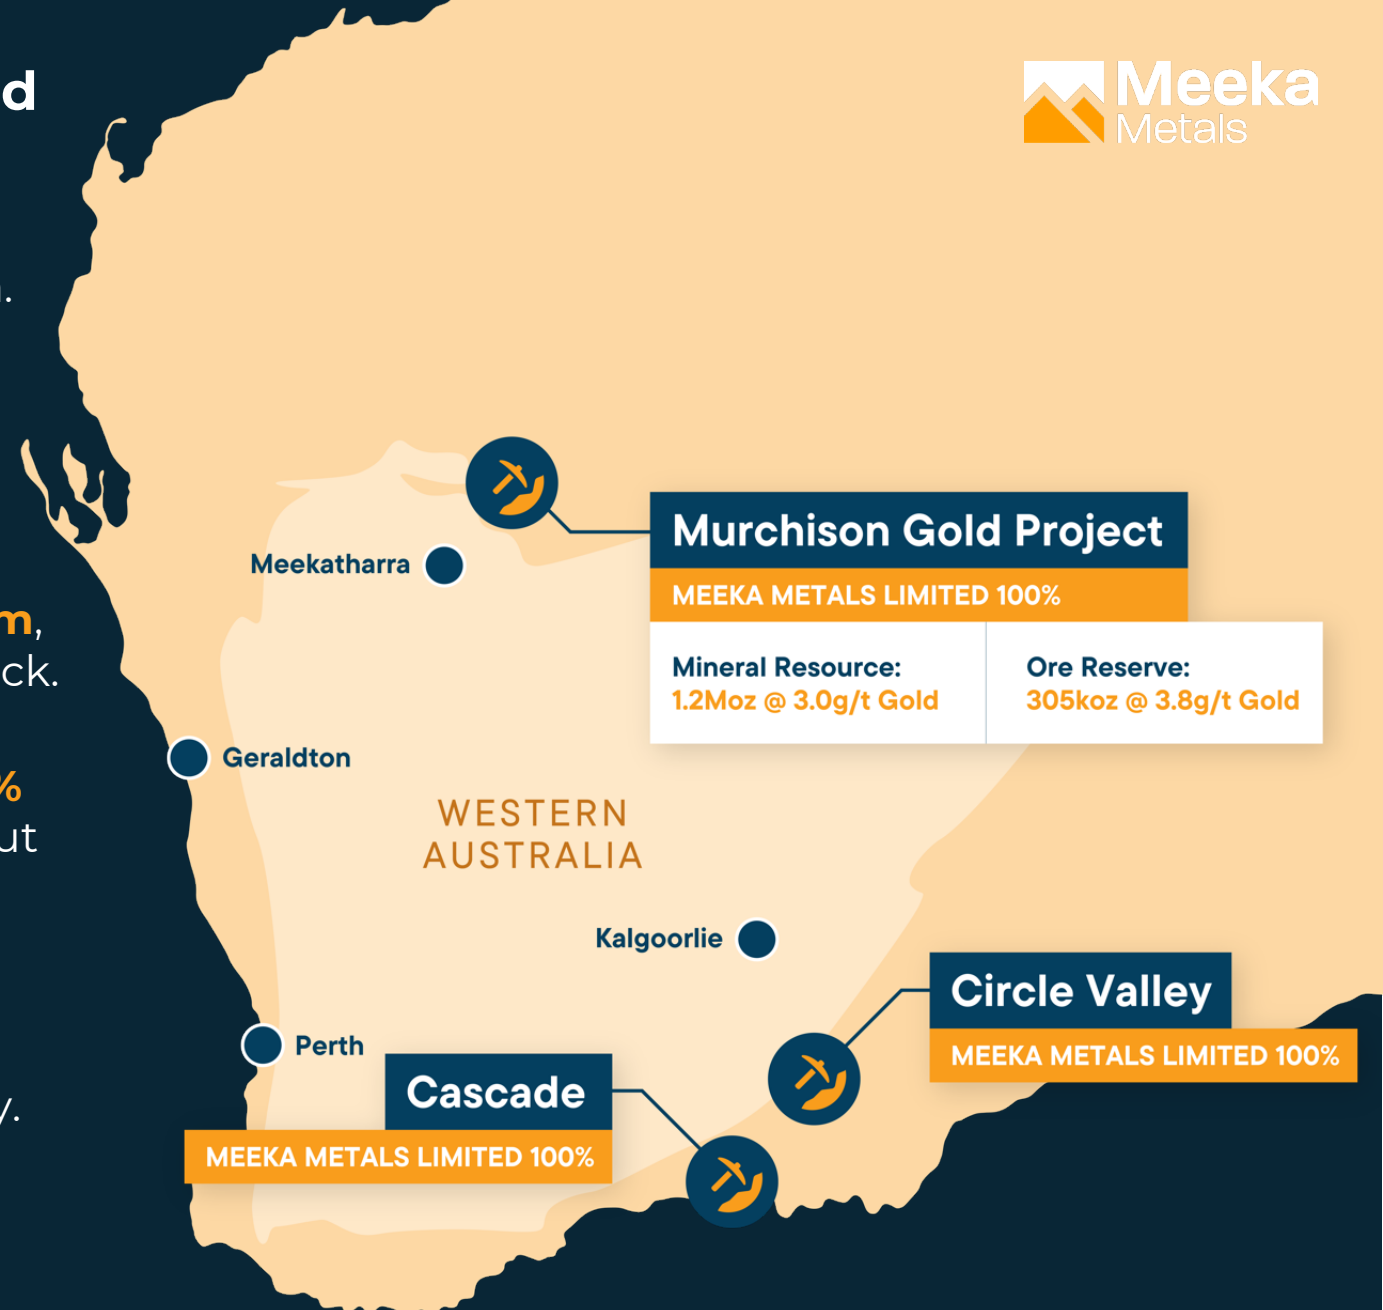 d
.
m,
ck.
%
ut
y.
Meeka
Metals
Murchison Gold Project
MEEKA METALS LIMITED 100%
Mineral Resource:
1.2Moz @ 3.0g/t Gold
Ore Reserve:
305koz @ 3.8g/t Gold
Meekatharra
Geraldton
WESTERN
AUSTRALIA
Kalgoorlie
Circle Valley
MEEKA METALS LIMITED 100%
Perth
Cascade
MEEKA METALS LIMITED 100%